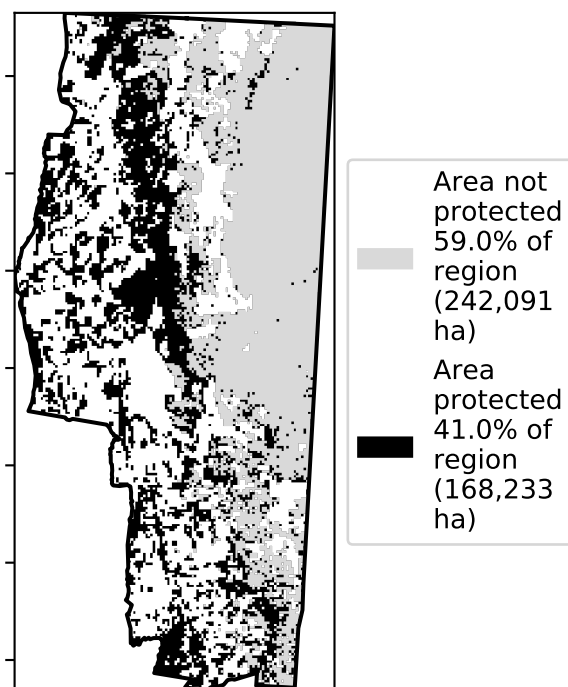 Area not
protected
59.0% of
region
(242,091
ha)
Area
protected
41.0% of
region
(168,233
ha)